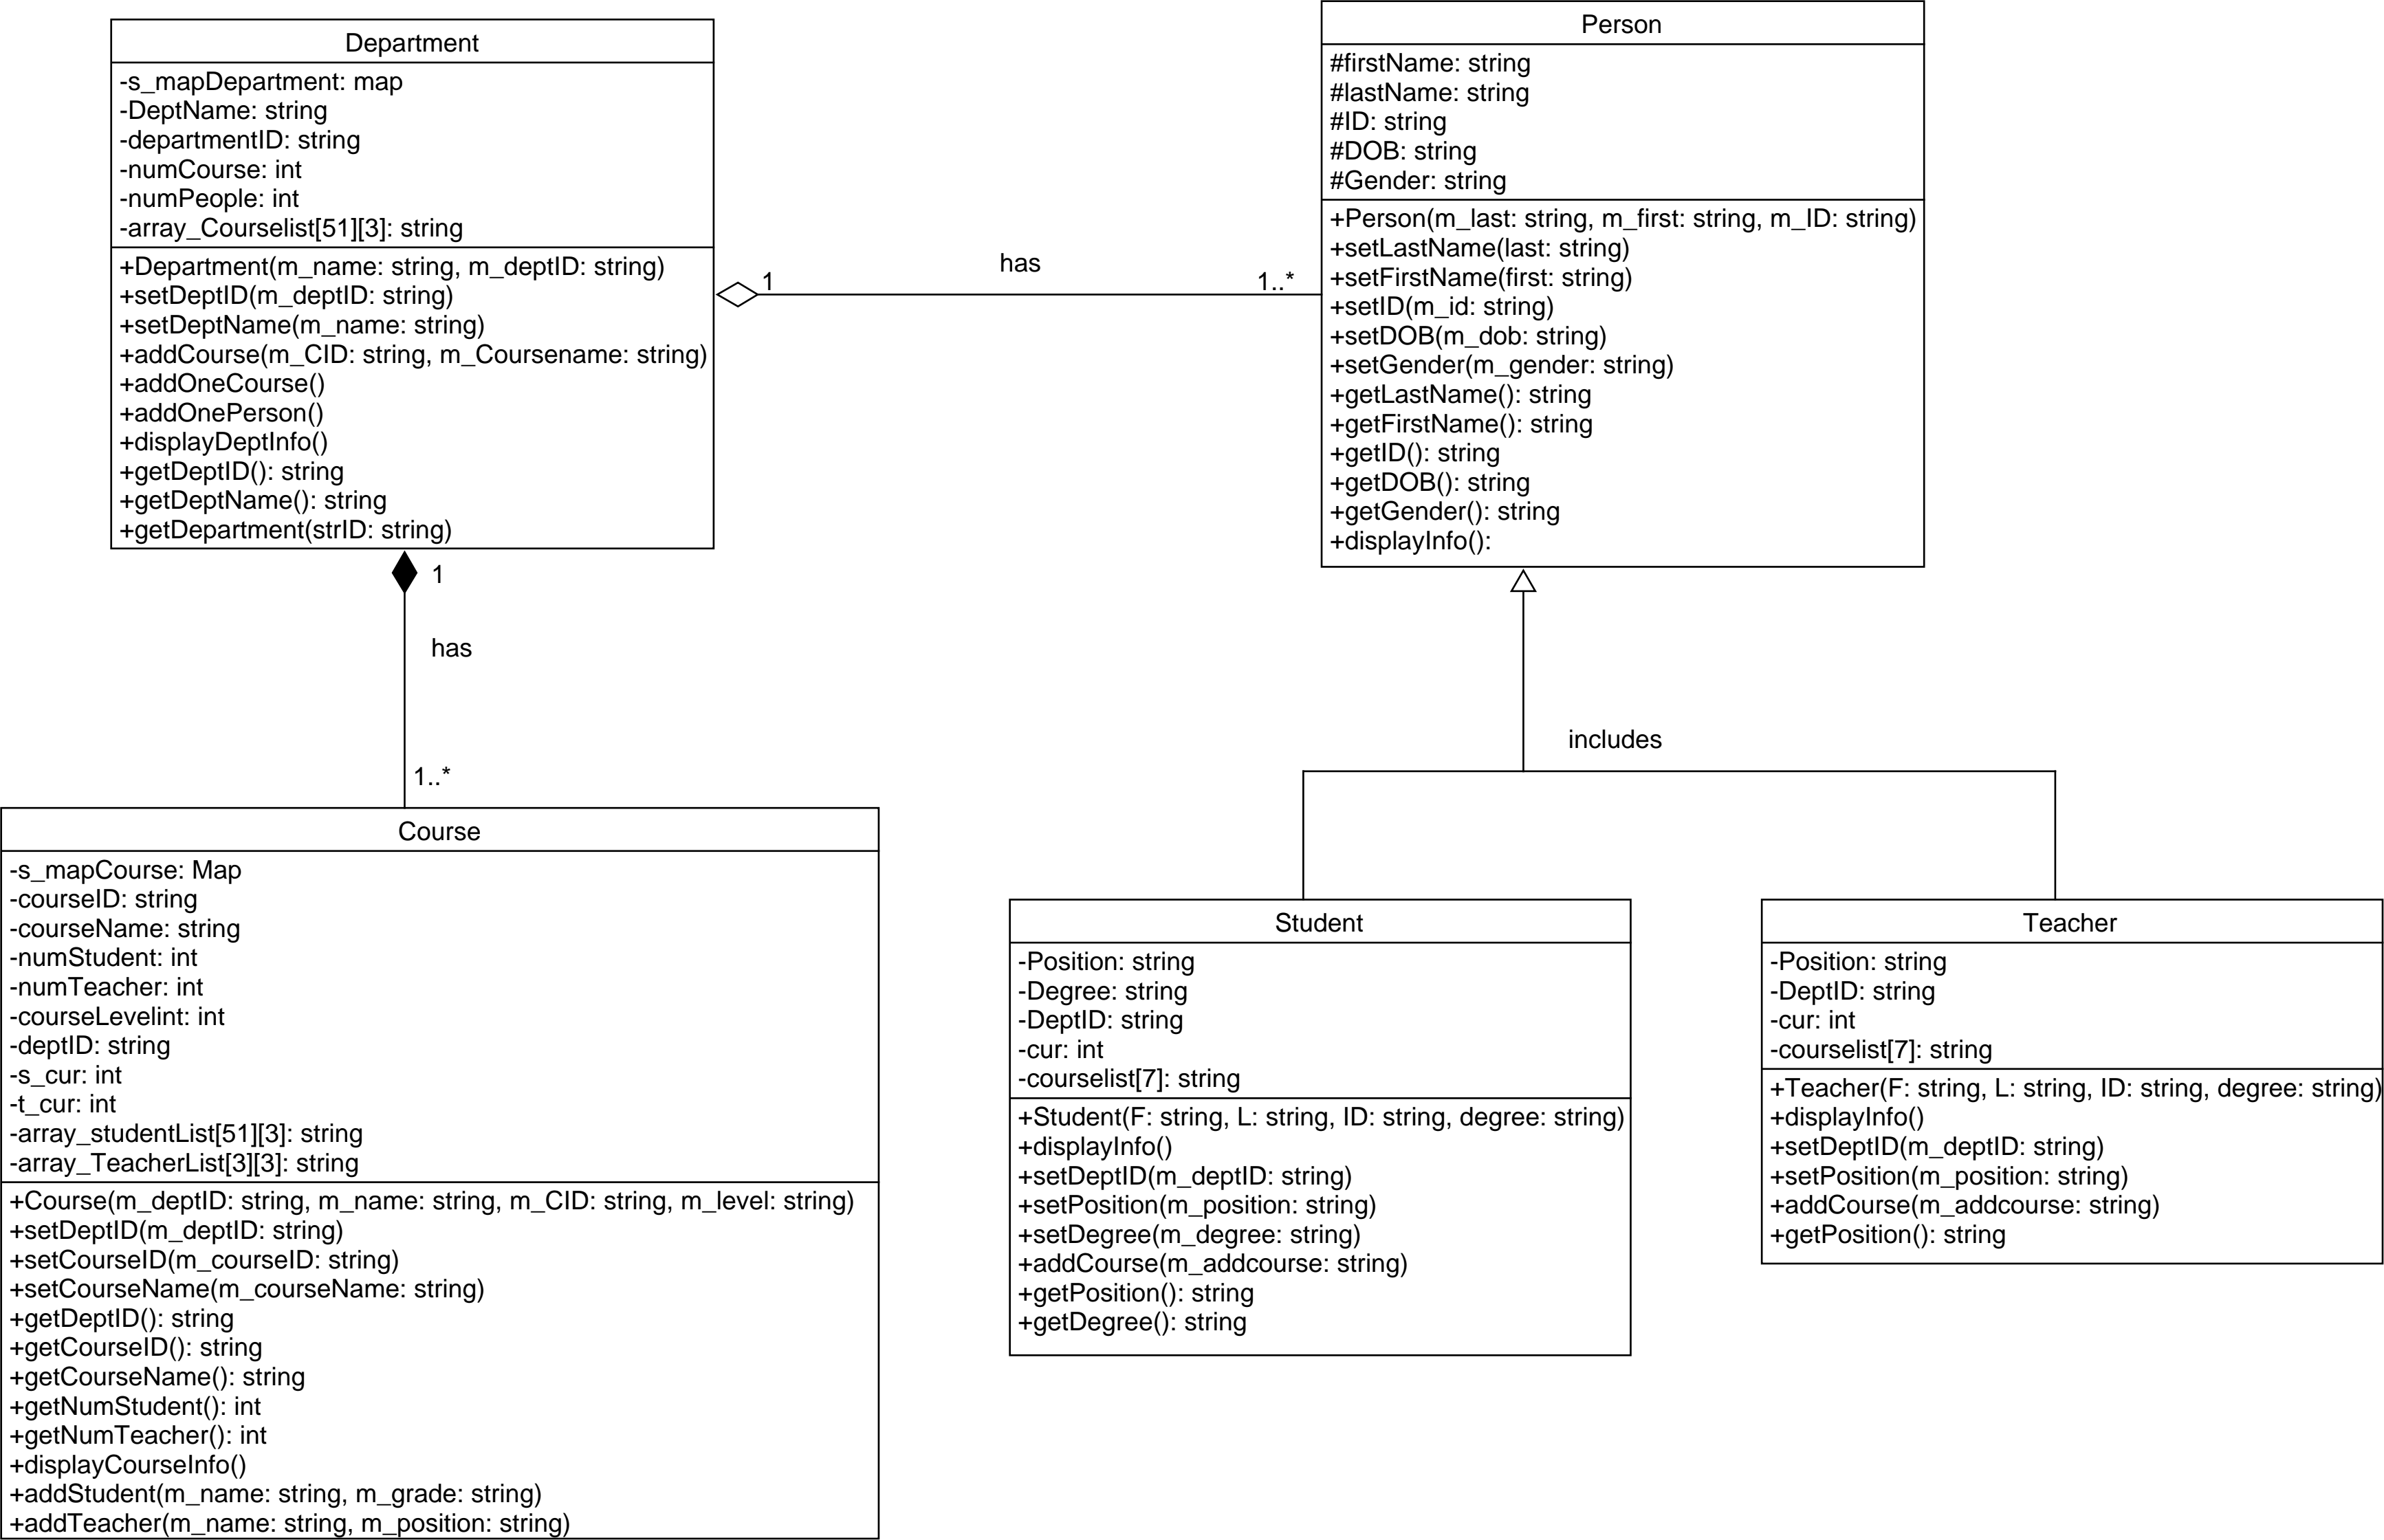 Department
-s_mapDepartment: map
-DeptName: string
-departmentID: string
-numCourse: int
-numPeople: int
-array_Courselist[51][3]: string
+Department(m_name: string, m_deptID: string)
+setDeptID(m_deptID: string)
+setDeptName(m_name: string)
+addCourse(m_CID: string, m_Coursename: string)
+addOneCourse()
+addOnePerson()
+displayDeptInfo()
+getDeptID(): string
+getDeptName(): string
+getDepartment(strID: string)
1
has
1..*
Person
#firstName: string
#lastName: string
#ID: string
#DOB: string
#Gender: string
+Person(m_last: string, m_first: string, m_ID: string)
+setLastName(last: string)
+setFirstName(first: string)
+setID(m_id: string)
+setDOB(m_dob: string)
+setGender(m_gender: string)
+getLastName(): string
+getFirstName(): string
+getID(): string
+getDOB(): string
+getGender(): string
+displayInfo():
1
has
1..*
includes
Course
-s_mapCourse: Map
-courseID: string
-courseName: string
-numStudent: int
-numTeacher: int
-courseLevelint: int
-deptID: string
-s_cur: int
-t_cur: int
-array_studentList[51][3]: string
-array_TeacherList[3][3]: string
+Course(m_deptID: string, m_name: string, m_CID: string, m_level: string)
+setDeptID(m_deptID: string)
+setCourseID(m_courseID: string)
+setCourseName(m_courseName: string)
+getDeptID(): string
+getCourseID(): string
+getCourseName(): string
+getNumStudent(): int
+getNumTeacher(): int
+displayCourseInfo()
+addStudent(m_name: string, m_grade: string)
+addTeacher(m_name: string, m_position: string)
Student
-Position: string
-Degree: string
-DeptID: string
-cur: int
-courselist[7]: string
+Student(F: string, L: string, ID: string, degree: string)
+displayInfo()
+setDeptID(m_deptID: string)
+setPosition(m_position: string)
+setDegree(m_degree: string)
+addCourse(m_addcourse: string)
+getPosition(): string
+getDegree(): string
Teacher
-Position: string
-DeptID: string
-cur: int
-courselist[7]: string
+Teacher(F: string, L: string, ID: string, degree: string)
+displayInfo()
+setDeptID(m_deptID: string)
+setPosition(m_position: string)
+addCourse(m_addcourse: string)
+getPosition(): string